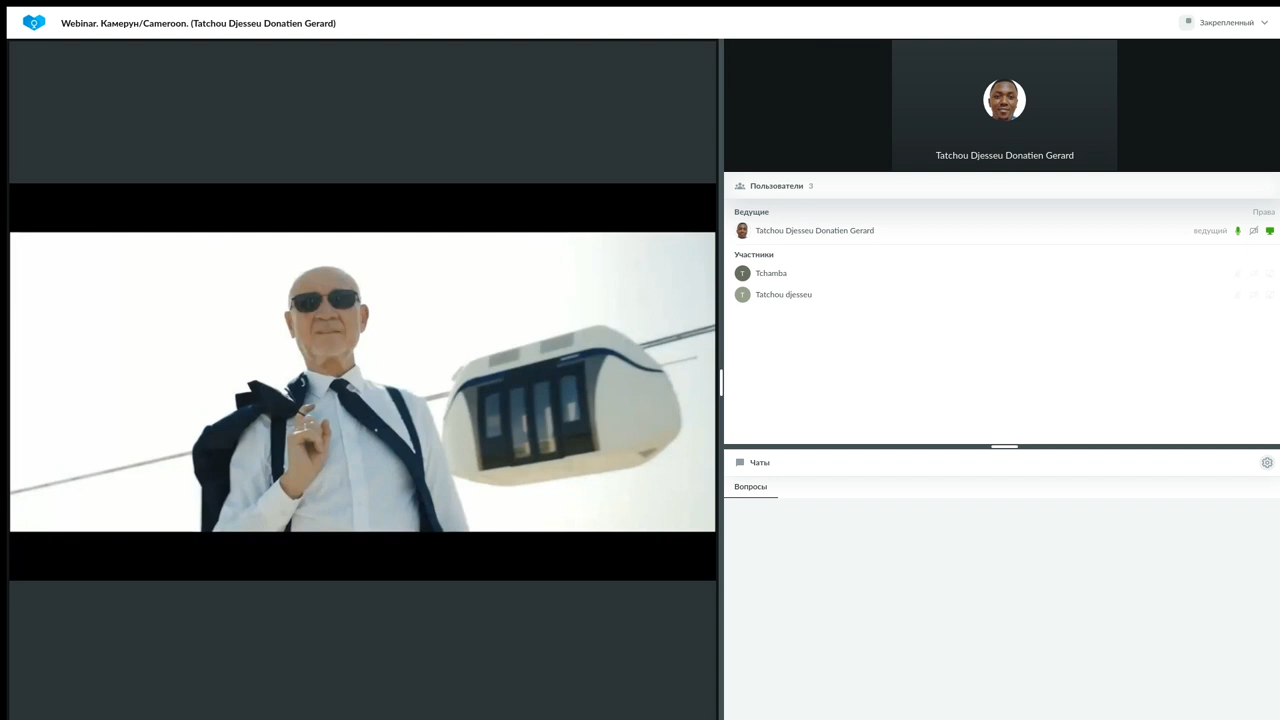 Webinar. Камерун/Cameroon. (Tatchou Djesseu Donatien Gerard)
Закрепленный
Tatchou Djesseu Donatien Gerard
Пользователи 3
Ведущие Права
Tatchou Djesseu Donatien Gerard ведущий
Участники
T Tchamba
T Tatchou djesseu
Чаты
Вопросы